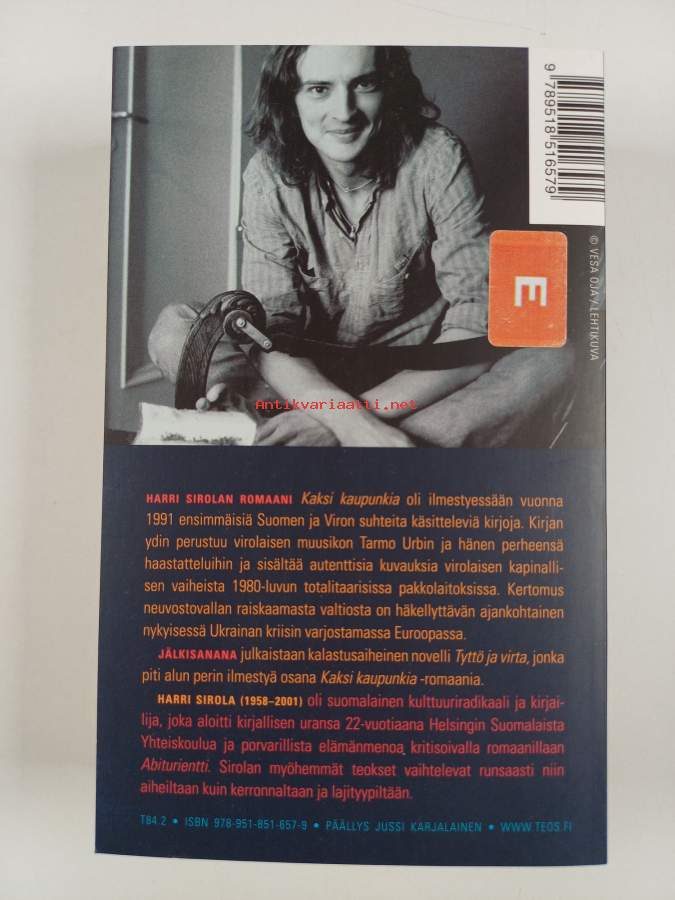 9 789518 516579
© VESA OJA / LEHTIKUVA
E
Antikvariaatti.net
HARRI SIROLAN ROMAANI Kaksi kaupunkia oli ilmestyessään vuonna
1991 ensimmäisiä Suomen ja Viron suhteita käsitteleviä kirjoja. Kirjan
ydin perustuu virolaisen muusikon Tarmo Urbin ja hänen perheensä
haastatteluihin ja sisältää autenttisia kuvauksia virolaisen kapinalli-
sen vaiheista 1980-luvun totalitaarisissa pakkolaitoksissa. Kertomus
neuvostovallan raiskaamasta valtiosta on häkellyttävän ajankohtainen
nykyisessä Ukrainan kriisin varjostamassa Euroopassa.
JÄLKISANANA julkaistaan kalastusaiheinen novelli Tyttö ja virta, jonka
piti alun perin ilmestyä osana Kaksi kaupunkia -romaania.
HARRI SIROLA (1958–2001) oli suomalainen kulttuuriradikaali ja kirjai-
lija, joka aloitti kirjallisen uransa 22-vuotiaana Helsingin Suomalaista
Yhteiskoulua ja porvarillista elämänmenoa kritisoivalla romaanillaan
Abiturientti. Sirolan myöhemmät teokset vaihtelevat runsaasti niin
aiheiltaan kuin kerronnaltaan ja lajityypiltään.
T84.2 • ISBN 978-951-851-657-9 • PÄÄLLYS JUSSI KARJALAINEN • WWW.TEOS.FI